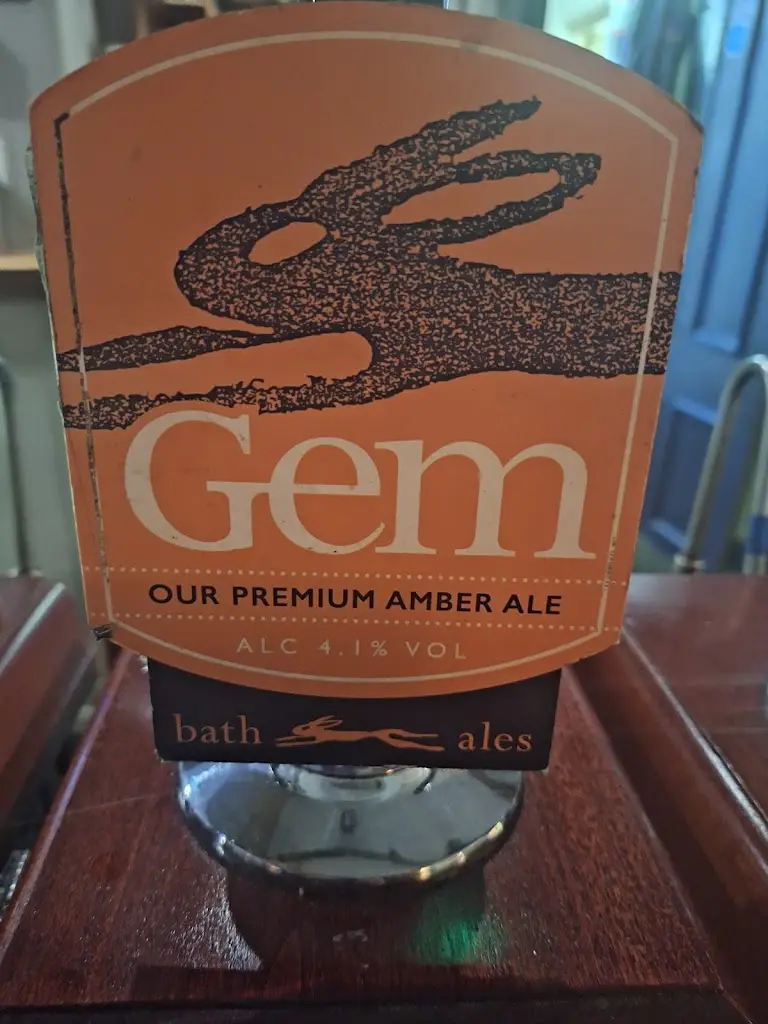 Gem
OUR PREMIUM AMBER ALE
ALC 4.1% VOL
bath ales